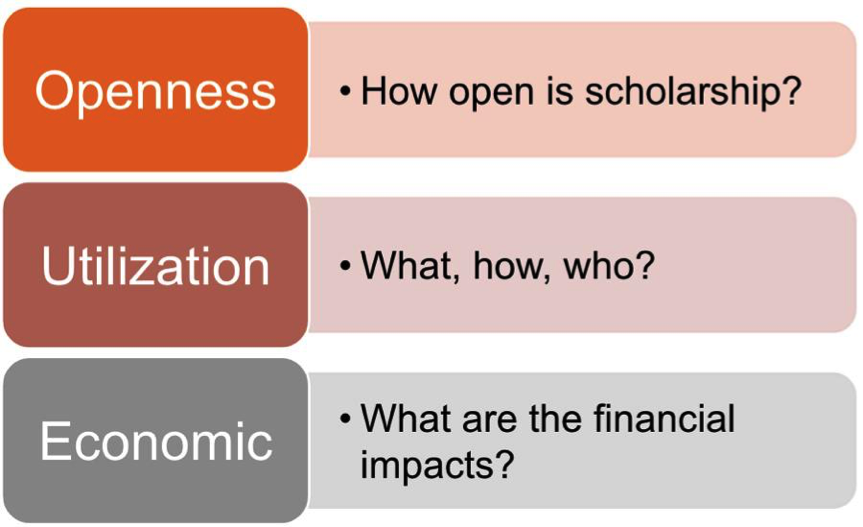 Openness
• How open is scholarship?
Utilization
• What, how, who?
Economic
• What are the financial
impacts?